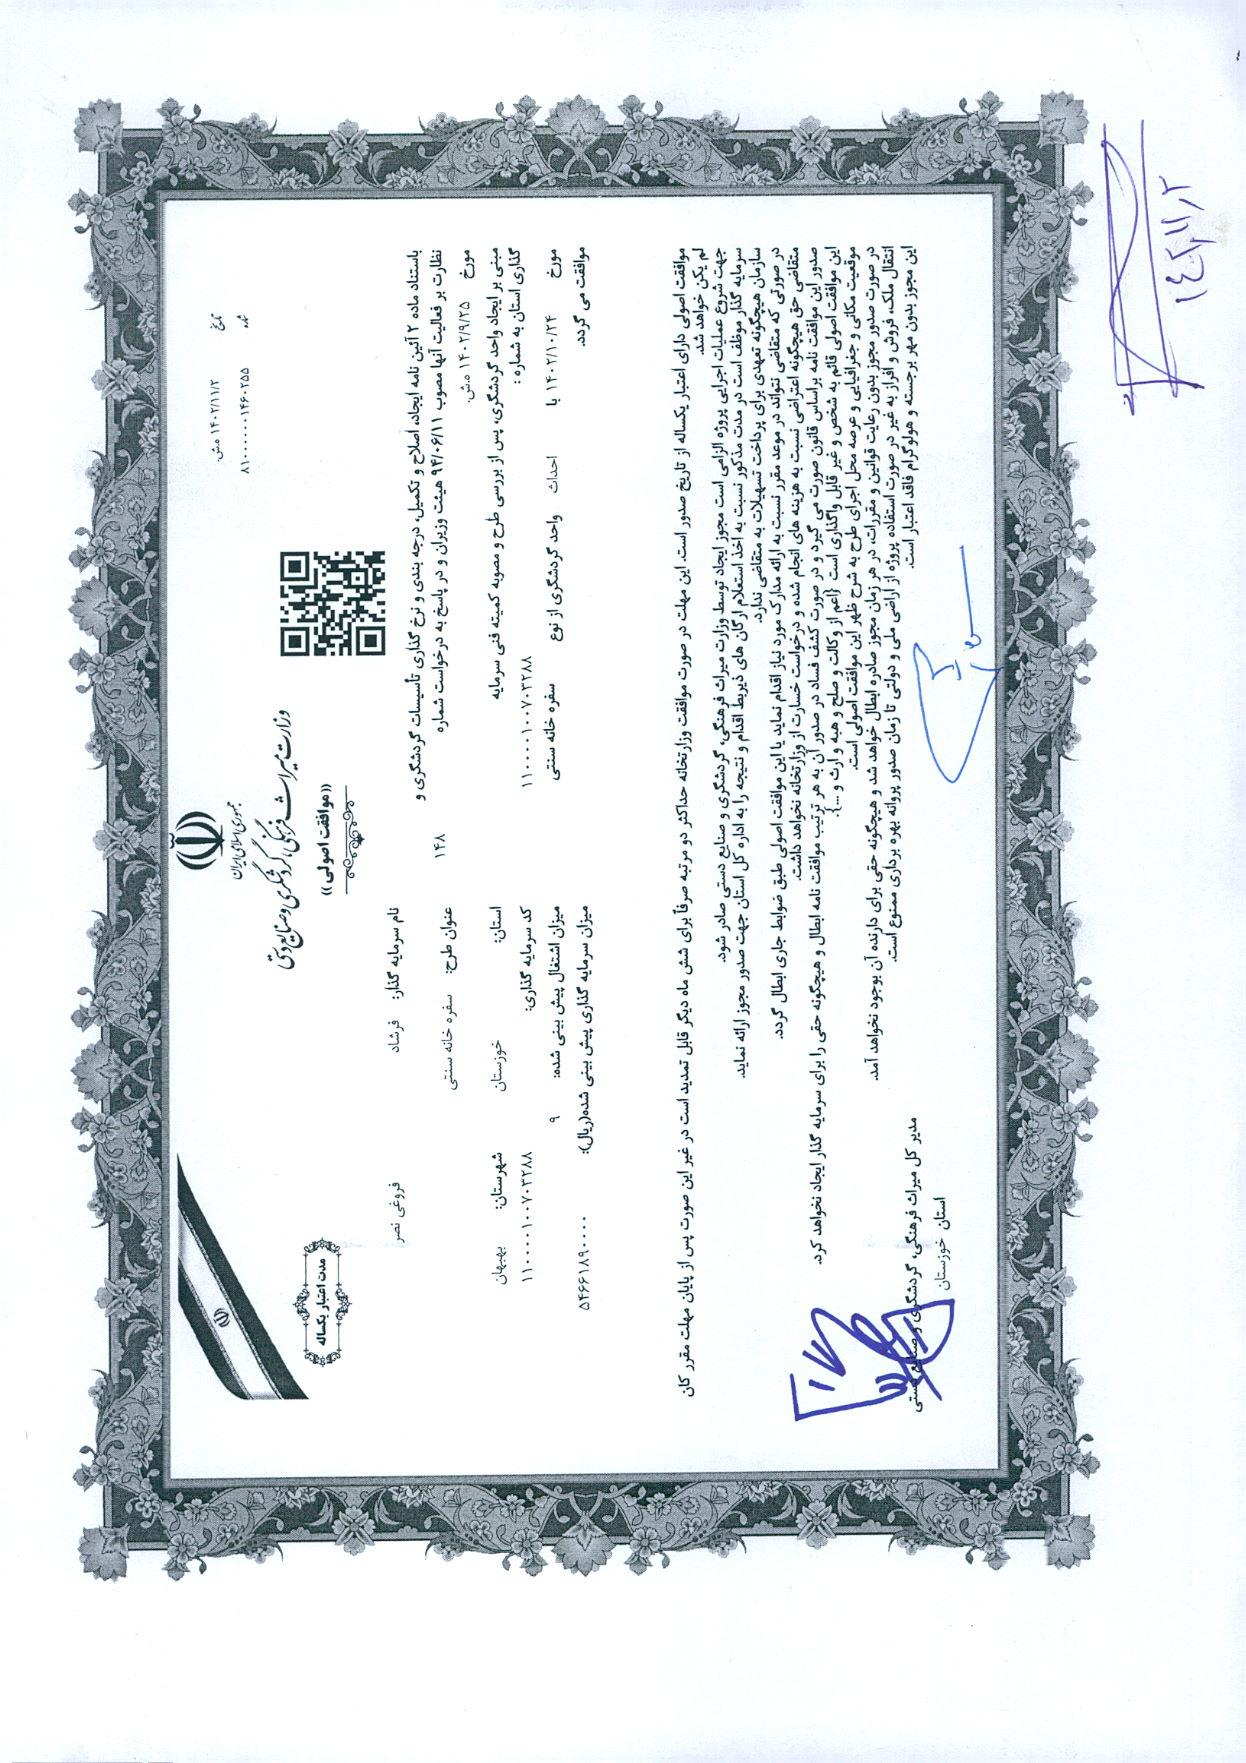 جمهوری اسلامی ایران
وزارت میراث فرهنگی، گردشگری و صنایع دستی
((موافقت اصولی))
تاریخ ۱۴۰۲/۱۱/۲ ه.ش.
شماره ۸۱۰۰۰۰۰۰۱۴۶۰۲۵۵
مدت اعتبار یکساله
باستناد ماده ۲ آئین نامه ایجاد، اصلاح و تکمیل، درجه بندی و نرخ گذاری تأسیسات گردشگری و
نظارت بر فعالیت آنها مصوب ۹۴/۰۶/۱۱ هیئت وزیران و در پاسخ به درخواست شماره ۱۴۸
مورخ ۱۴۰۲/۹/۲۵ ه.ش.
مبنی بر ایجاد واحد گردشگری، پس از بررسی طرح و مصوبه کمیته فنی سرمایه
گذاری استان به شماره : ۱۱۰۰۰۰۱۰۰۷۰۳۲۸۸
مورخ ۱۴۰۲/۱۰/۲۴ با احداث واحد گردشگری از نوع سفره خانه سنتی
موافقت می گردد.
نام سرمایه گذار: فرشاد فروغی نصر
عنوان طرح: سفره خانه سنتی
استان: خوزستان شهرستان: بهبهان
کد سرمایه گذاری: ۱۱۰۰۰۰۱۰۰۷۰۳۲۸۸
میزان اشتغال پیش بینی شده: ۹
میزان سرمایه گذاری پیش بینی شده(ریال): ۵۴۶۶۱۸۹۰۰۰۰
موافقت اصولی دارای اعتبار یکساله از تاریخ صدور است. این مهلت در صورت موافقت وزارتخانه حداکثر دو مرتبه صرفاً برای شش ماه دیگر قابل تمدید است در غیر این صورت پس از پایان مهلت مقرر کان
لم یکن خواهد شد.
جهت شروع عملیات اجرایی پروژه الزامی است مجوز ایجاد توسط وزارت میراث فرهنگی، گردشگری و صنایع دستی صادر شود.
سرمایه گذار موظف است در مدت مذکور نسبت به اخذ استعلام ارگان های ذیربط اقدام و نتیجه را به اداره کل استان جهت صدور مجوز ارائه نماید.
سازمان هیچگونه تعهدی برای پرداخت تسهیلات به متقاضی ندارد.
در صورتی که متقاضی نتواند در موعد مقرر نسبت به ارائه مدارک مورد نیاز اقدام نماید یا این موافقت اصولی طبق ضوابط جاری ابطال گردد.
متقاضی حق هیچگونه اعتراضی نسبت به هزینه های انجام شده و درخواست خسارت از وزارتخانه نخواهد داشت.
صدور این موافقت نامه براساس قانون صورت می گیرد و در صورت کشف فساد در صدور آن به هر ترتیب موافقت نامه ابطال و هیچگونه حقی را برای سرمایه گذار ایجاد نخواهد کرد.
این موافقت اصولی قائم به شخص و غیر قابل واگذاری است {اعم از وکالت و صلح و هبه و ارث و ...}.
موقعیت مکانی و جغرافیایی و عرصه محل اجرای طرح به شرح ظهر این موافقت اصولی است.
در صورت صدور مجوز بدون رعایت قوانین و مقررات، در هر زمان مجوز صادره ابطال خواهد شد و هیچگونه حقی برای دارنده آن بوجود نخواهد آمد.
انتقال ملک، فروش و افراز به غیر در صورت استفاده پروژه از اراضی ملی و دولتی تا زمان صدور پروانه بهره برداری ممنوع است.
این مجوز بدون مهر برجسته و هولوگرام فاقد اعتبار است.
مدیر کل میراث فرهنگی، گردشگری و صنایع دستی
استان خوزستان
۱۴۰۲٫۱۱٫۲